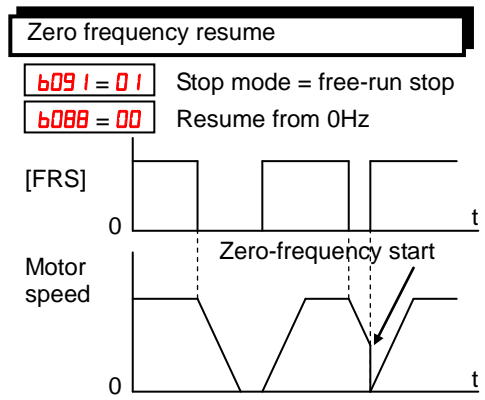 Zero frequency resume
b091 = 01 Stop mode = free-run stop
b088 = 00 Resume from 0Hz
[FRS]
0
t
Zero-frequency start
Motor
speed
0
t